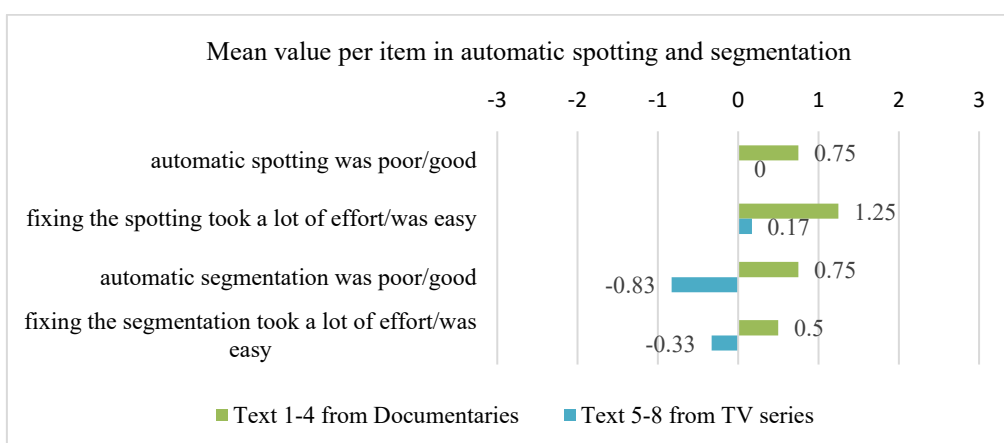 Mean value per item in automatic spotting and segmentation
-3 -2 -1 0 1 2 3
automatic spotting was poor/good 0.75
0
fixing the spotting took a lot of effort/was easy 1.25
0.17
automatic segmentation was poor/good 0.75
-0.83
fixing the segmentation took a lot of effort/was
easy 0.5
-0.33
Text 1-4 from Documentaries Text 5-8 from TV series